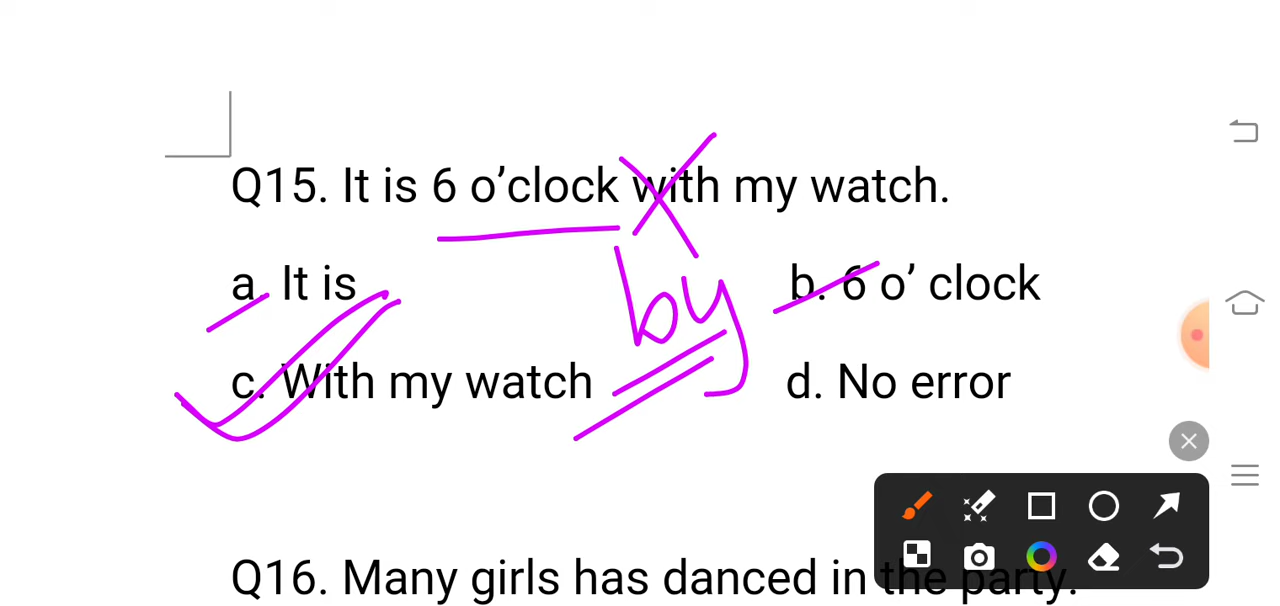 Q15. It is 6 o’clock with my watch.
by
a. It is
b. 6 o’ clock
c. With my watch
d. No error
Q16. Many girls has danced in the party.